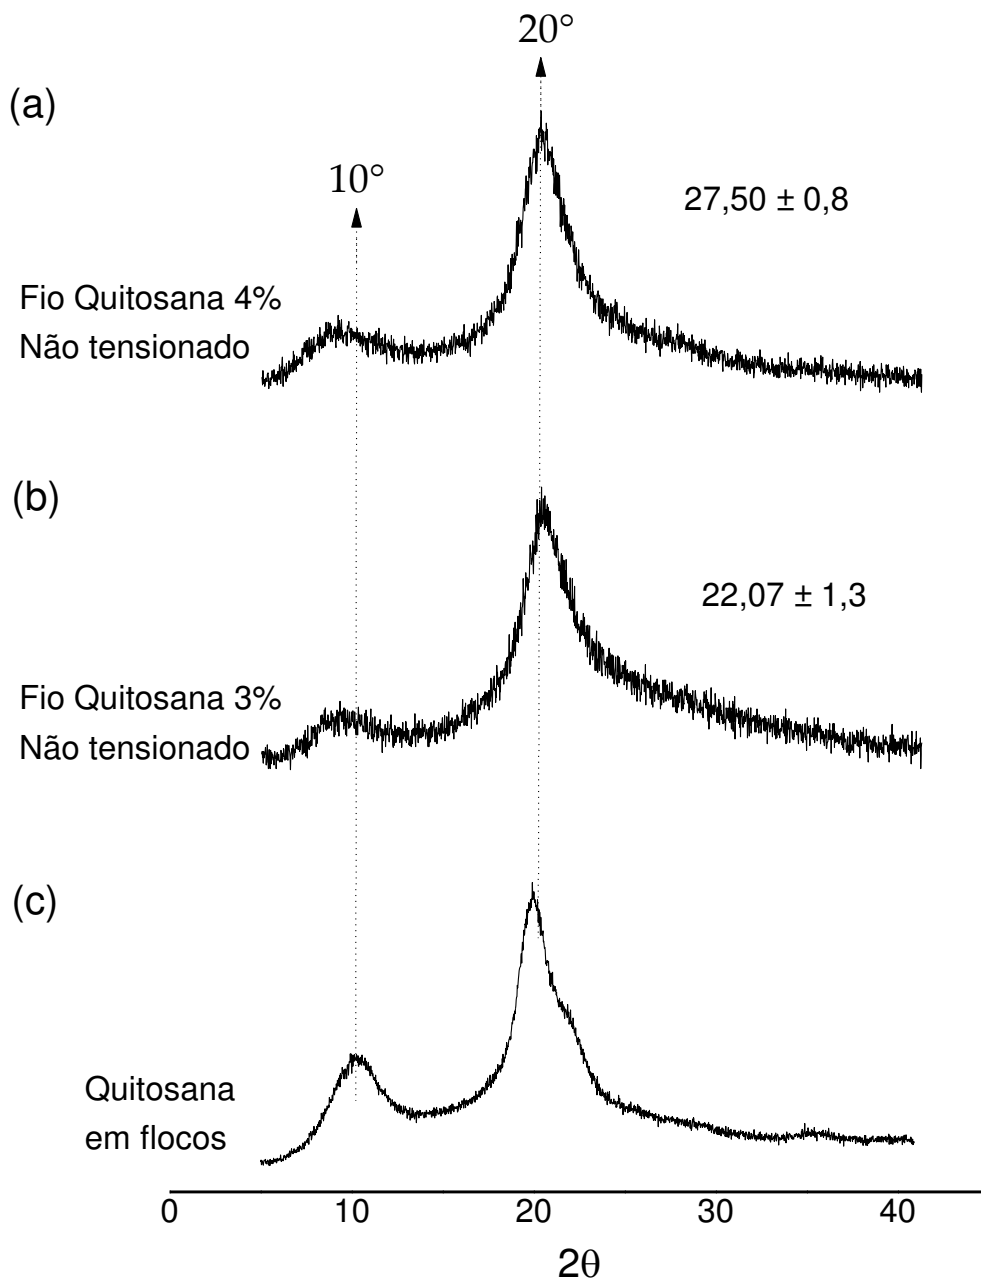 20°
(a)
10°
27,50 ± 0,8
Fio Quitosana 4%
Não tensionado
(b)
22,07 ± 1,3
Fio Quitosana 3%
Não tensionado
(c)
Quitosana
em flocos
0 10 20 30 40
2θ